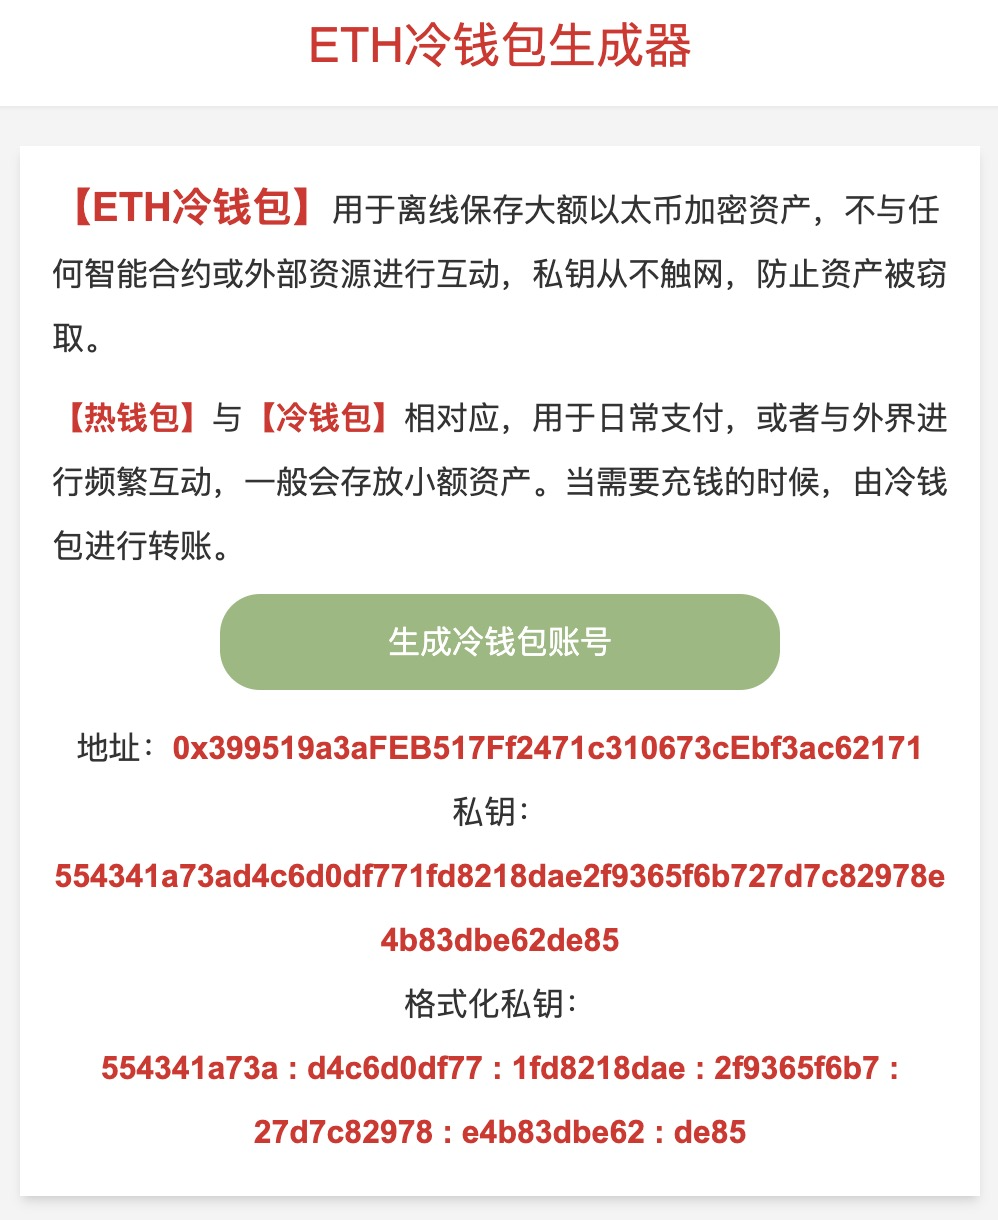 ETH冷钱包生成器
【ETH冷钱包】用于离线保存大额以太币加密资产，不与任
何智能合约或外部资源进行互动，私钥从不触网，防止资产被窃
取。
【热钱包】与【冷钱包】相对应，用于日常支付，或者与外界进
行频繁互动，一般会存放小额资产。当需要充钱的时候，由冷钱
包进行转账。
生成冷钱包账号
地址：0x399519a3aFEB517Ff2471c310673cEbf3ac62171
私钥：
554341a73ad4c6d0df771fd8218dae2f9365f6b727d7c82978e
4b83dbe62de85
格式化私钥：
554341a73a : d4c6d0df77 : 1fd8218dae : 2f9365f6b7 :
27d7c82978 : e4b83dbe62 : de85